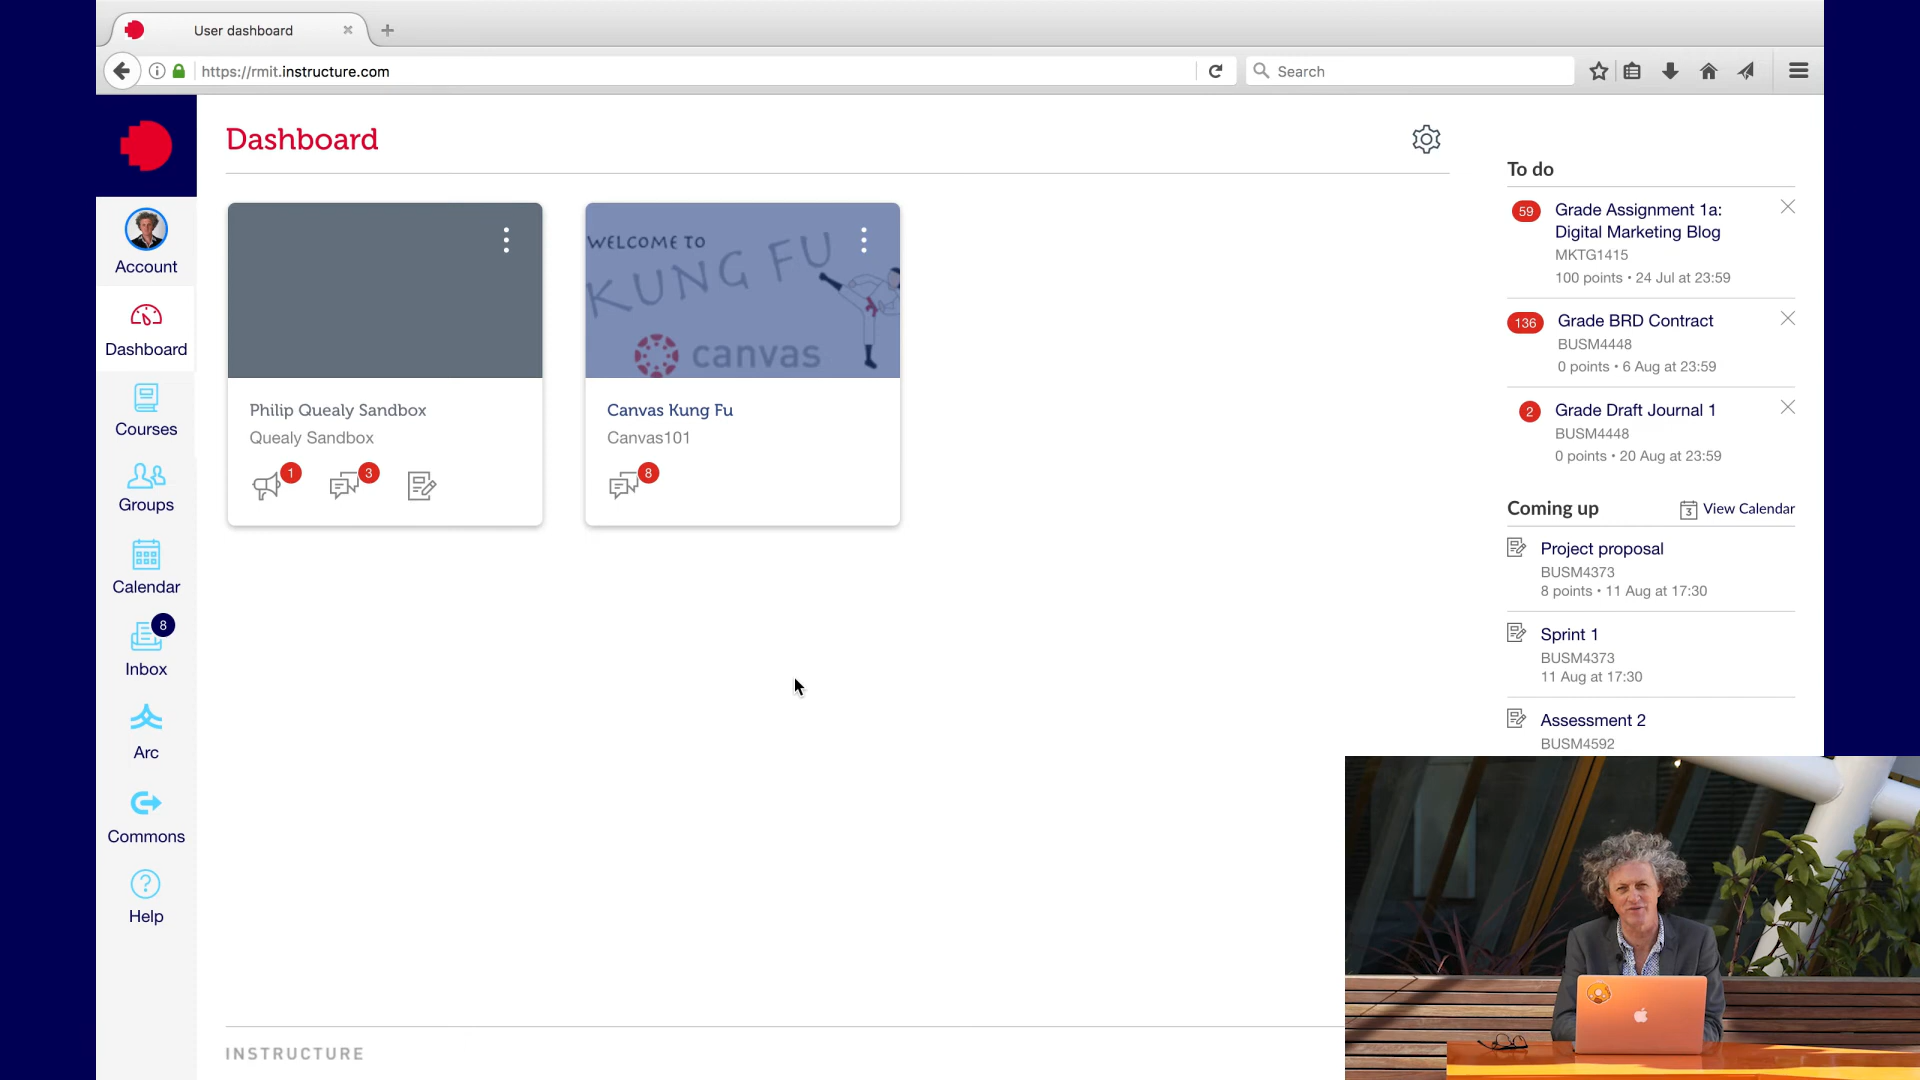 User dashboard
https://rmit.instructure.com
Search
Dashboard
Account
Dashboard
Courses
Groups
Calendar
8
Inbox
Arc
Commons
Help
WELCOME TO
KUNG FU
canvas
Philip Quealy Sandbox
Quealy Sandbox
1
3
Canvas Kung Fu
Canvas101
8
To do
59
Grade Assignment 1a:
Digital Marketing Blog
MKTG1415
100 points • 24 Jul at 23:59
136
Grade BRD Contract
BUSM4448
0 points • 6 Aug at 23:59
2
Grade Draft Journal 1
BUSM4448
0 points • 20 Aug at 23:59
Coming up
3
View Calendar
Project proposal
BUSM4373
8 points • 11 Aug at 17:30
Sprint 1
BUSM4373
11 Aug at 17:30
Assessment 2
BUSM4592
INSTRUCTURE